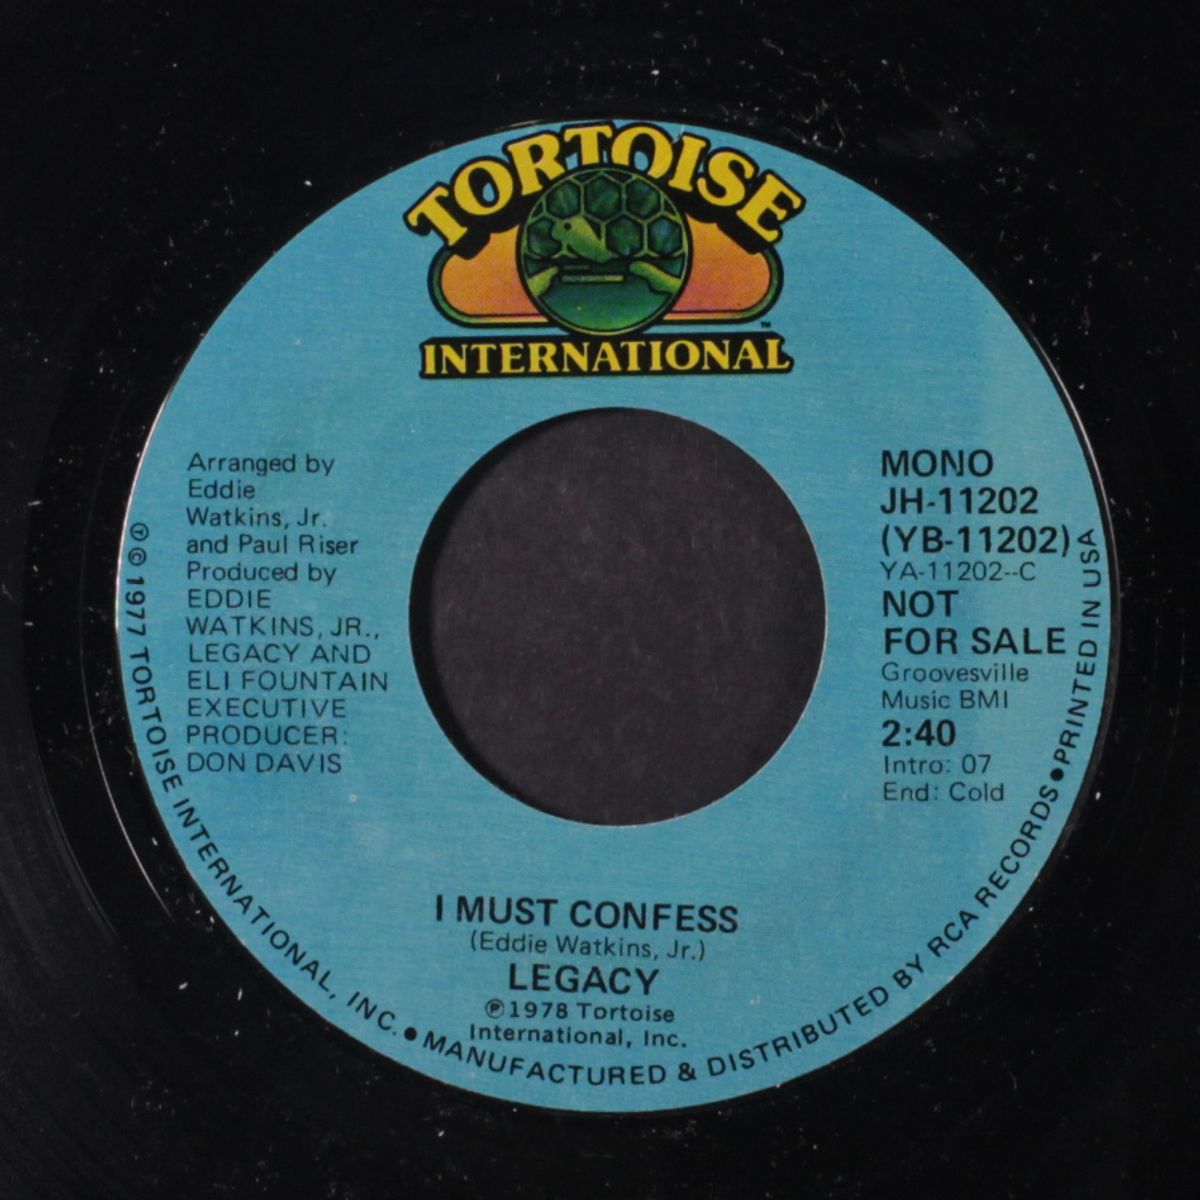 TORTOISE
INTERNATIONAL
TM
Arranged by
Eddie
Watkins, Jr.
and Paul Riser
Produced by
EDDIE
WATKINS, JR.,
LEGACY AND
ELI FOUNTAIN
EXECUTIVE
PRODUCER:
DON DAVIS
MONO
JH-11202
(YB-11202)
YA-11202--C
NOT
FOR SALE
Groovesville
Music BMI
2:40
Intro: 07
End: Cold
I MUST CONFESS
(Eddie Watkins, Jr.)
LEGACY
℗1978 Tortoise
International, Inc.
℗ © 1977 TORTOISE INTERNATIONAL, INC. ● MANUFACTURED & DISTRIBUTED BY RCA RECORDS ● PRINTED IN USA